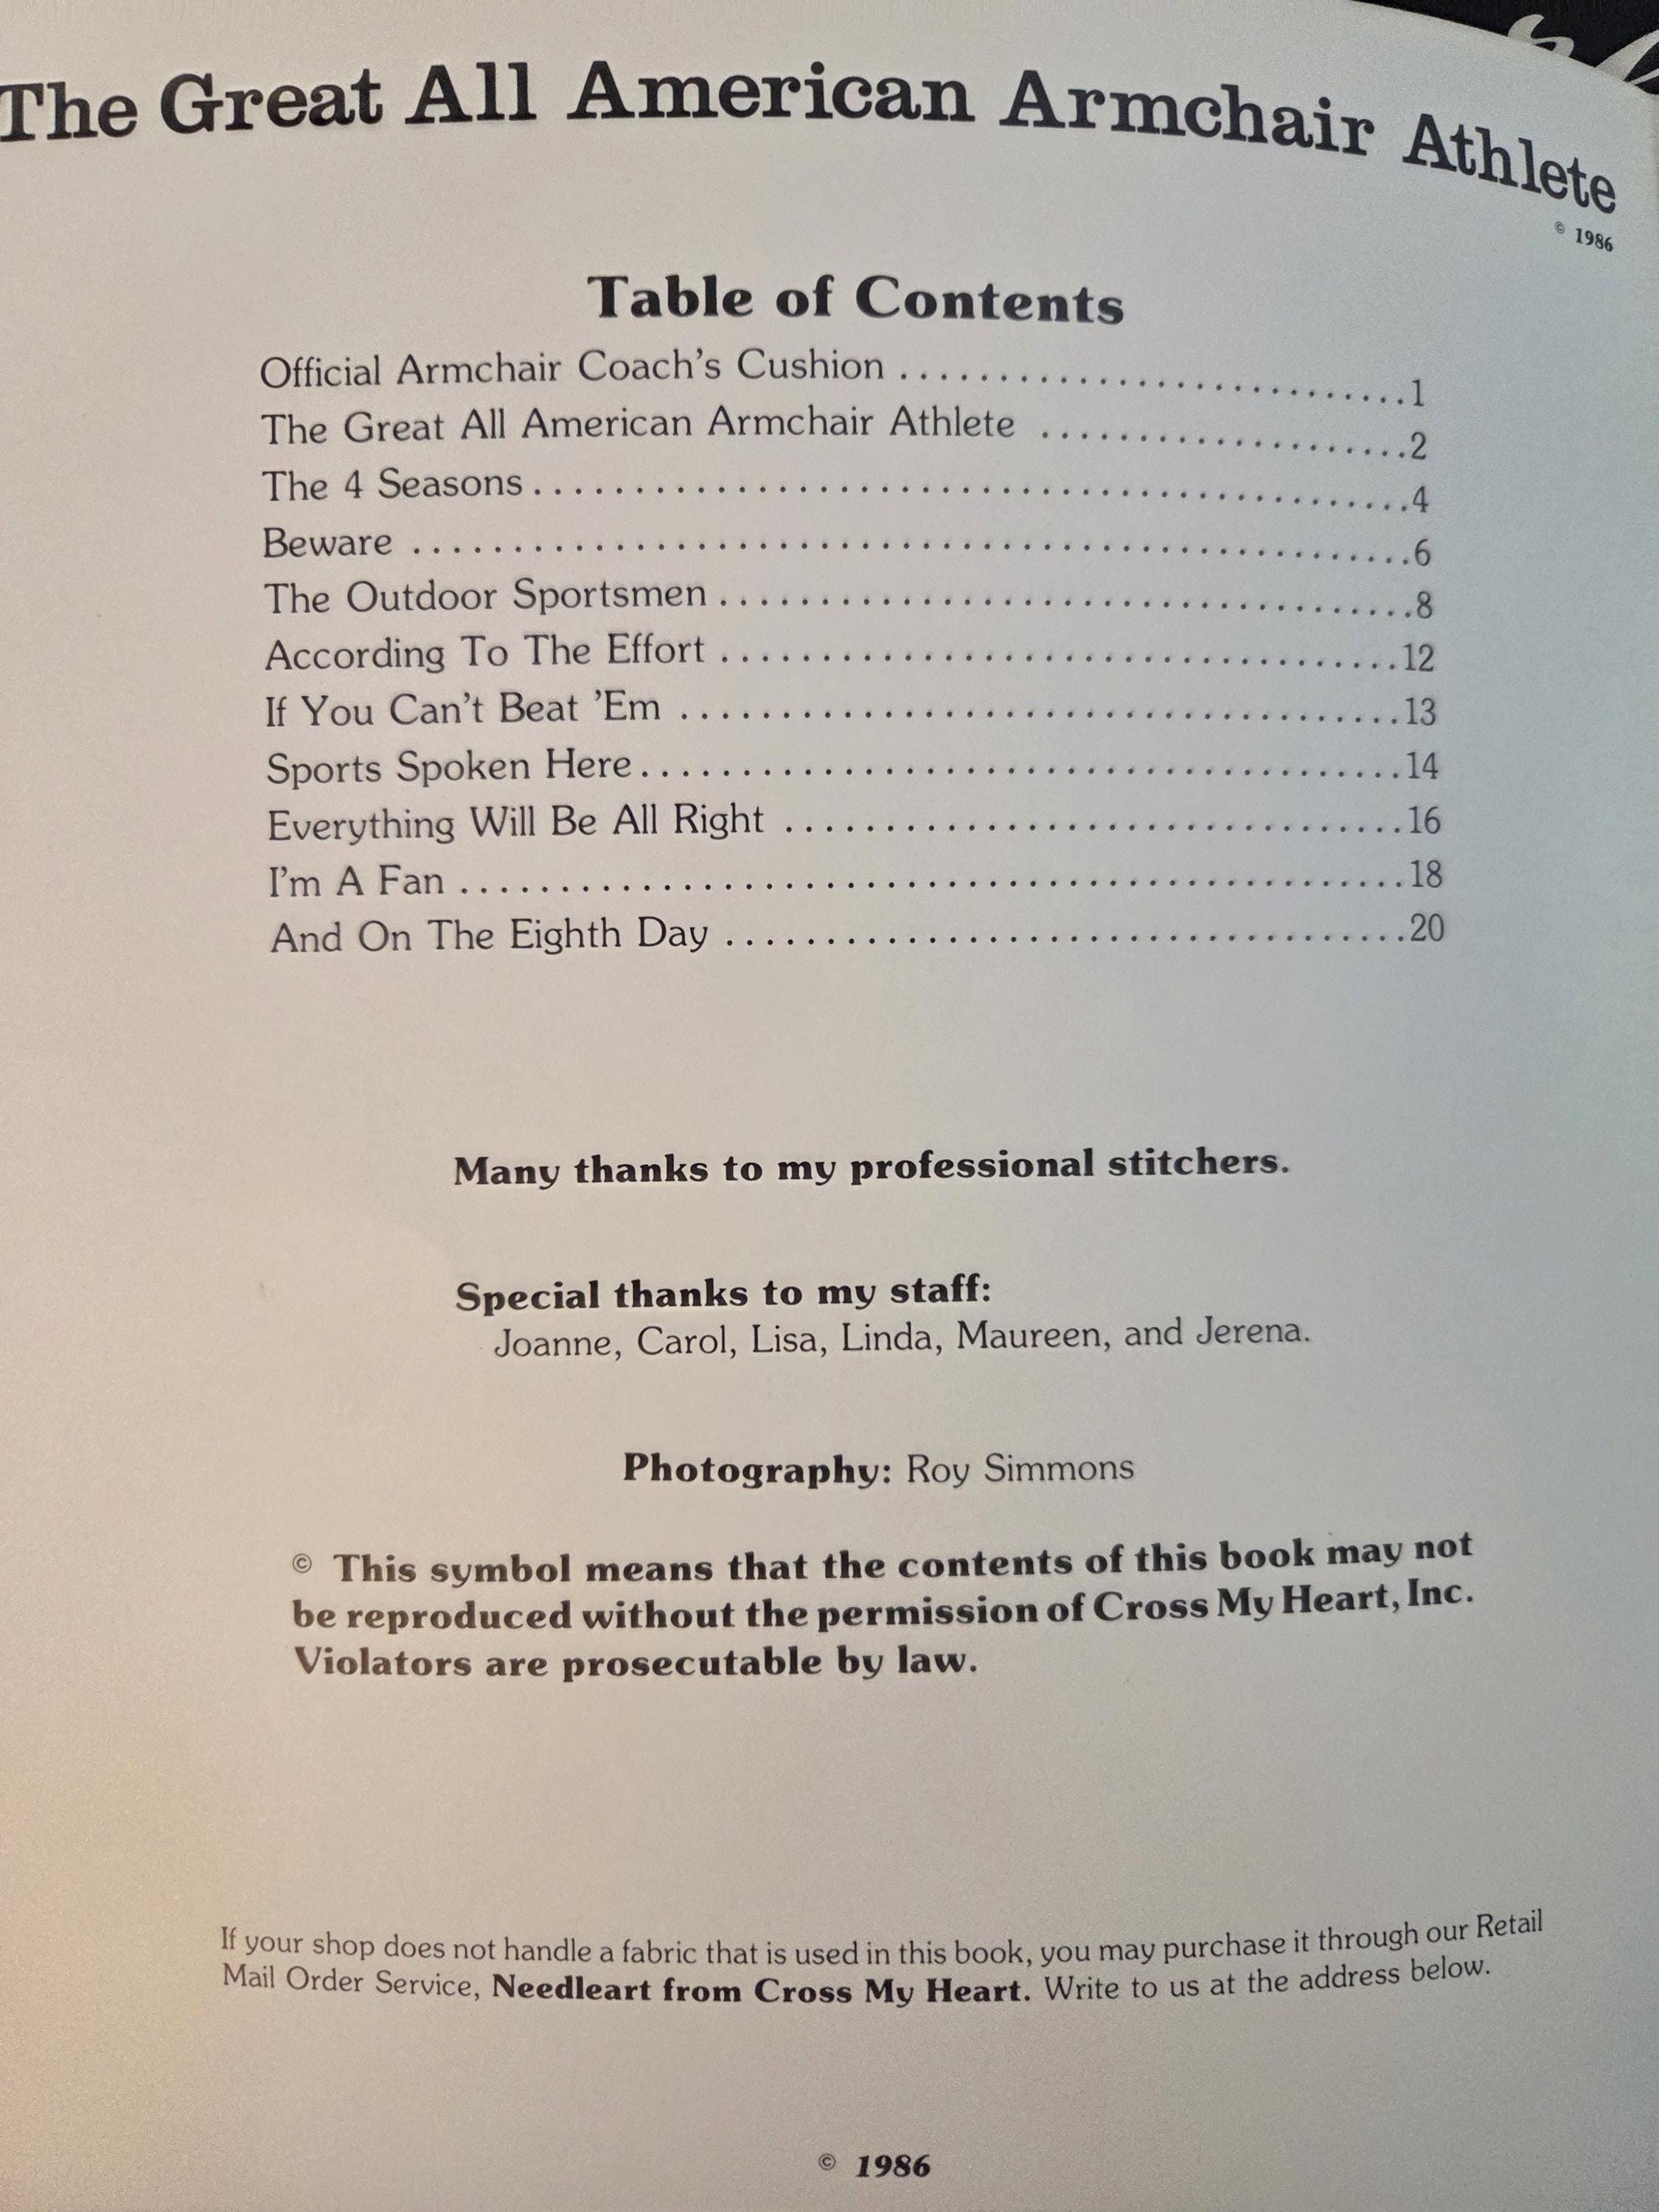 The Great All American Armchair Athlete
© 1986
Table of Contents
Official Armchair Coach's Cushion ...........................1
The Great All American Armchair Athlete ...................2
The 4 Seasons............................................4
Beware ..................................................6
The Outdoor Sportsmen ...................................8
According To The Effort ..................................12
If You Can't Beat 'Em ....................................13
Sports Spoken Here......................................14
Everything Will Be All Right ...............................16
I'm A Fan ...............................................18
And On The Eighth Day ..................................20
Many thanks to my professional stitchers.
Special thanks to my staff:
Joanne, Carol, Lisa, Linda, Maureen, and Jerena.
Photography: Roy Simmons
© This symbol means that the contents of this book may not
be reproduced without the permission of Cross My Heart, Inc.
Violators are prosecutable by law.
If your shop does not handle a fabric that is used in this book, you may purchase it through our Retail
Mail Order Service, Needleart from Cross My Heart. Write to us at the address below.
© 1986